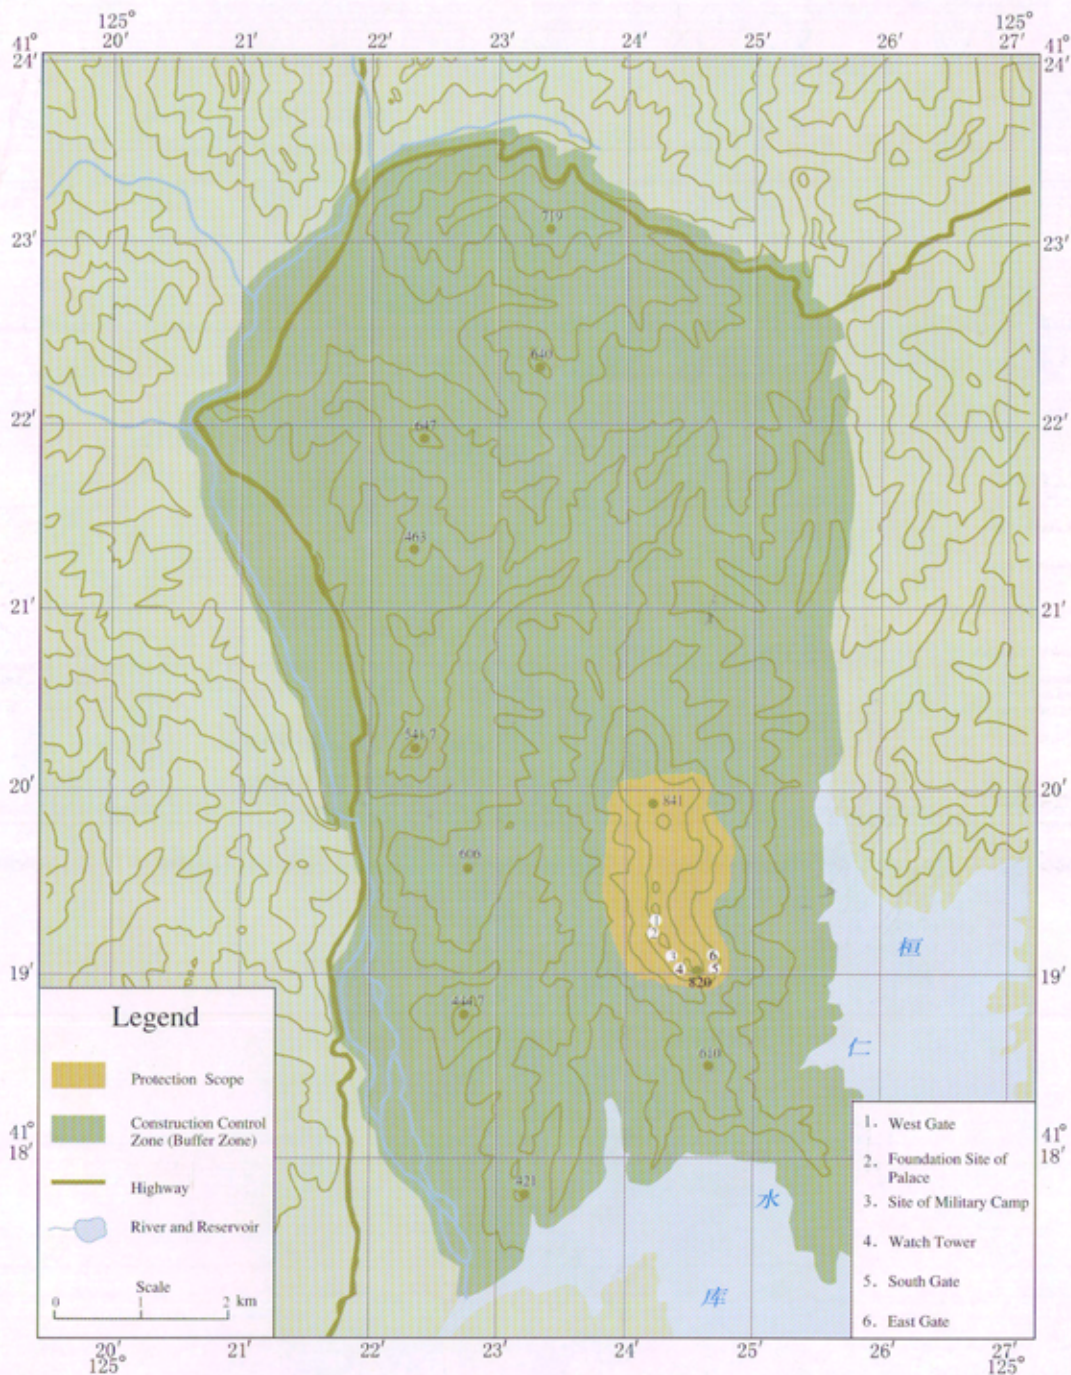 125°
125°
20′ 21′ 22′ 23′ 24′ 25′ 26′ 27′
41°
41°
24′
24′
719
23′
23′
640
22′
647
22′
463
21′
21′
541.7
20′
841
20′
606
1
2
桓
3
6
4
5
19′
820
19′
444.7
610
仁
41°
41°
18′
18′
421
水
库
Legend
Protection Scope
Construction Control
Zone (Buffer Zone)
Highway
River and Reservoir
Scale
0 1 2 km
1. West Gate
2. Foundation Site of
Palace
3. Site of Military Camp
4. Watch Tower
5. South Gate
6. East Gate
20′ 21′ 22′ 23′ 24′ 25′ 26′ 27′
125°
125°